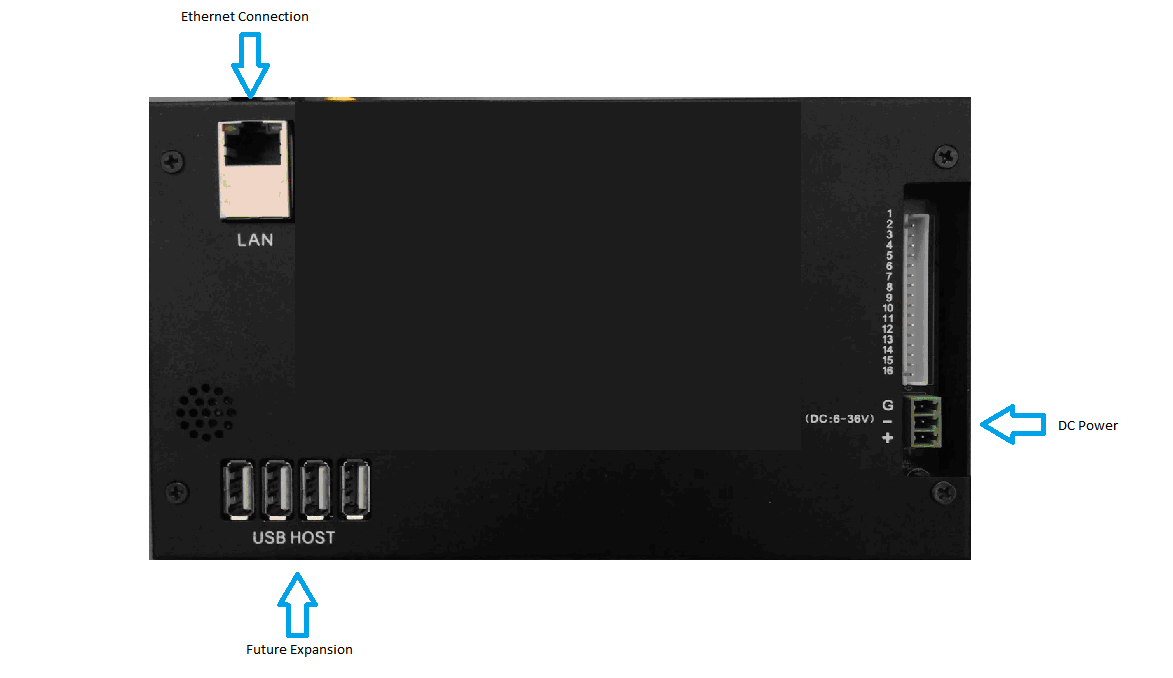 Ethernet Connection
LAN
1
2
3
4
5
6
7
8
9
10
11
12
13
14
15
16
G
(DC:6-36V) −
+
DC Power
USB HOST
Future Expansion